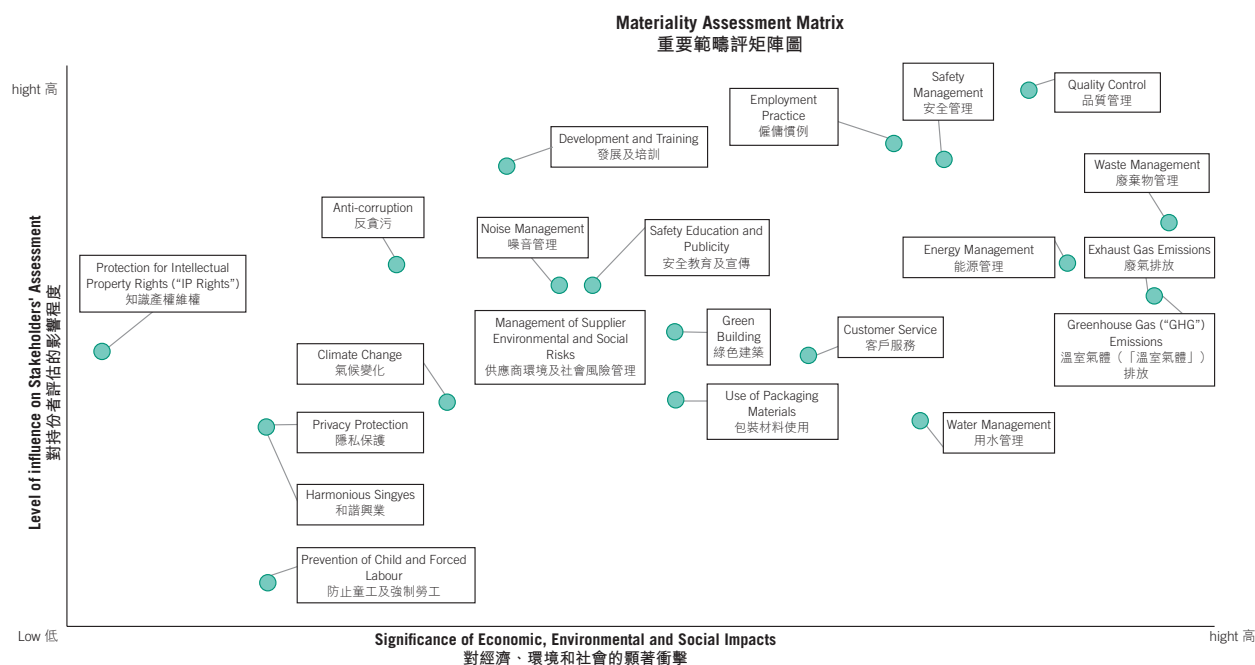 Materiality Assessment Matrix
重要範疇評矩陣圖
hight 高
Level of influence on Stakeholders' Assessment
對持份者評估的影響程度
Safety
Management
安全管理
Quality Control
品質管理
Employment
Practice
僱傭慣例
Development and Training
發展及培訓
Waste Management
廢棄物管理
Anti-corruption
反貪污
Noise Management
噪音管理
Safety Education and
Publicity
安全教育及宣傳
Energy Management
能源管理
Exhaust Gas Emissions
廢氣排放
Protection for Intellectual
Property Rights (“IP Rights”)
知識產權維權
Management of Supplier
Environmental and Social
Risks
供應商環境及社會風險管理
Green
Building
綠色建築
Customer Service
客戶服務
Greenhouse Gas (“GHG”)
Emissions
溫室氣體（「溫室氣體」）
排放
Climate Change
氣候變化
Use of Packaging
Materials
包裝材料使用
Privacy Protection
隱私保護
Water Management
用水管理
Harmonious Singyes
和諧興業
Prevention of Child and Forced
Labour
防止童工及強制勞工
Low 低
Significance of Economic, Environmental and Social Impacts
對經濟、環境和社會的顯著衝擊
hight 高